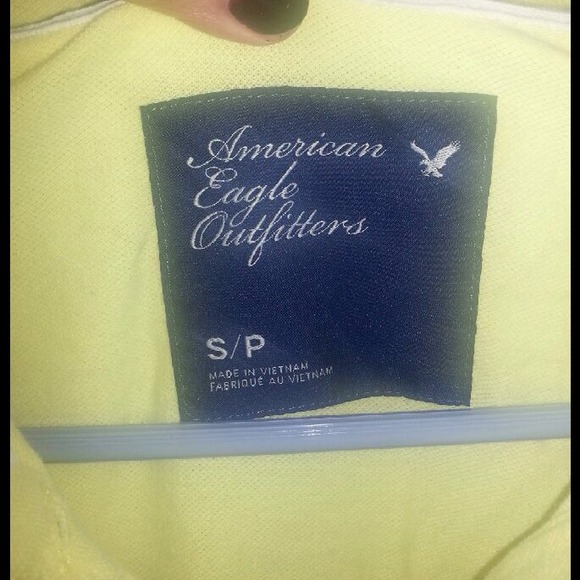 American
Eagle
Outfitters
S/P
MADE IN VIETNAM
FABRIQUÉ AU VIETNAM